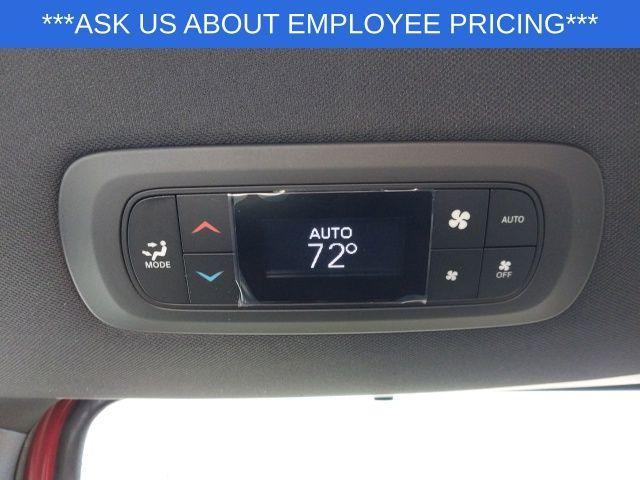 ***ASK US ABOUT EMPLOYEE PRICING***
AUTO
72°
MODE
AUTO
OFF